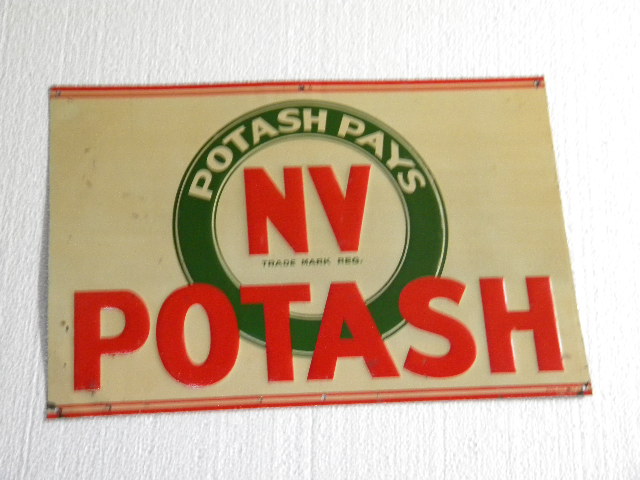 POTASH PAYS
NV
TRADE MARK REG.
POTASH